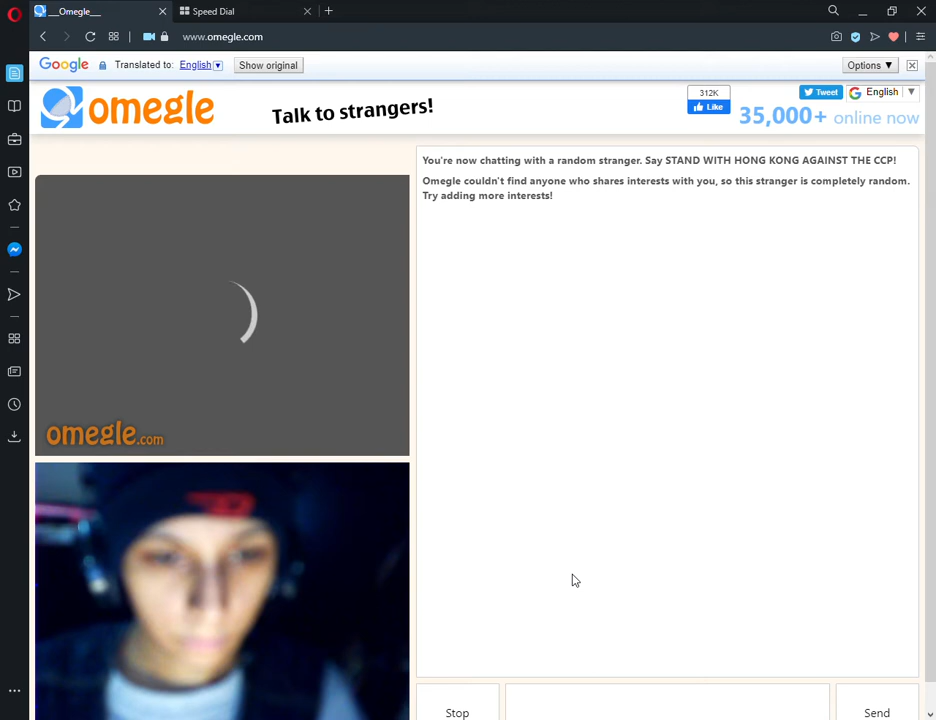 __Omegle__
Speed Dial
www.omegle.com
Google
Translated to: English
Show original
Options ▼
omegle
Talk to strangers!
312K
Like
Tweet
English
35,000+ online now
You're now chatting with a random stranger. Say STAND WITH HONG KONG AGAINST THE CCP!
Omegle couldn't find anyone who shares interests with you, so this stranger is completely random.
Try adding more interests!
omegle.com
Stop
Send